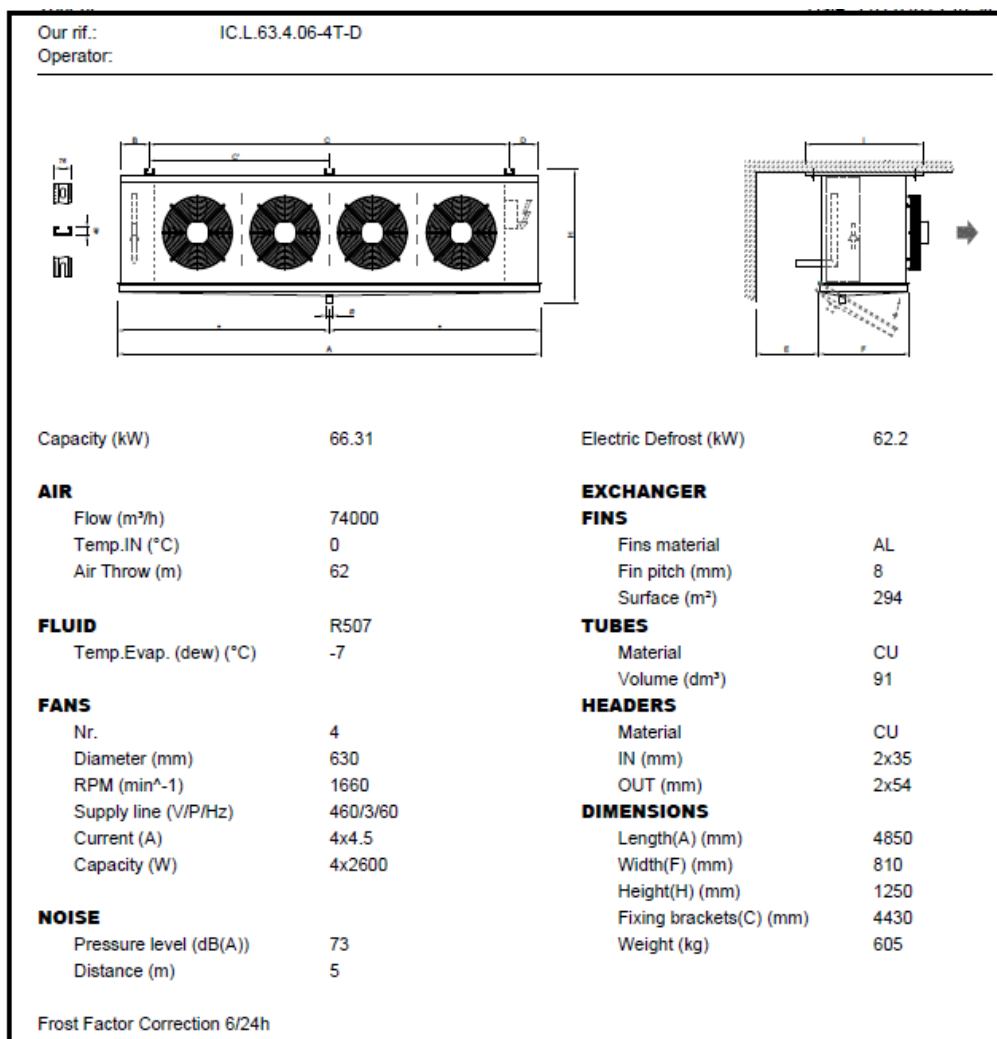 Our rif.: IC.L.63.4.06-4T-D
Operator:
B C D I
C'
76
H
A E F
Capacity (kW) 66.31 Electric Defrost (kW) 62.2
AIR EXCHANGER
Flow (m³/h) 74000 FINS
Temp.IN (°C) 0 Fins material AL
Air Throw (m) 62 Fin pitch (mm) 8
Surface (m²) 294
FLUID R507 TUBES
Temp.Evap. (dew) (°C) -7 Material CU
Volume (dm³) 91
FANS HEADERS
Nr. 4 Material CU
Diameter (mm) 630 IN (mm) 2x35
RPM (min^-1) 1660 OUT (mm) 2x54
Supply line (V/P/Hz) 460/3/60 DIMENSIONS
Current (A) 4x4.5 Length(A) (mm) 4850
Capacity (W) 4x2600 Width(F) (mm) 810
Height(H) (mm) 1250
NOISE Fixing brackets(C) (mm) 4430
Pressure level (dB(A)) 73 Weight (kg) 605
Distance (m) 5
Frost Factor Correction 6/24h